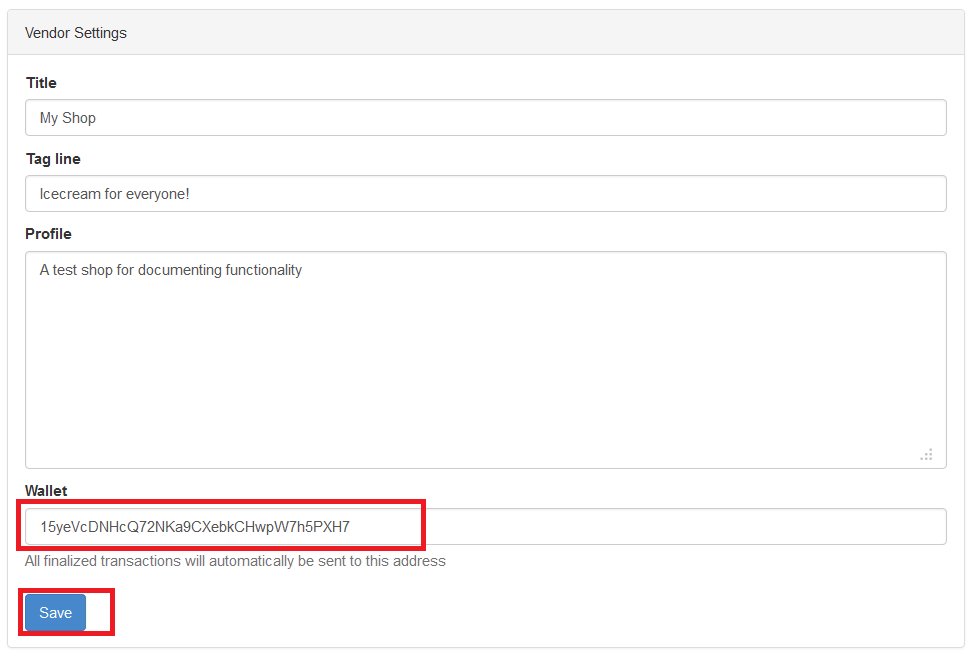 Vendor Settings
Title
My Shop
Tag line
Icecream for everyone!
Profile
A test shop for documenting functionality
Wallet
15yeVcDNHcQ72NKa9CXebkCHwpW7h5PXH7
All finalized transactions will automatically be sent to this address
Save